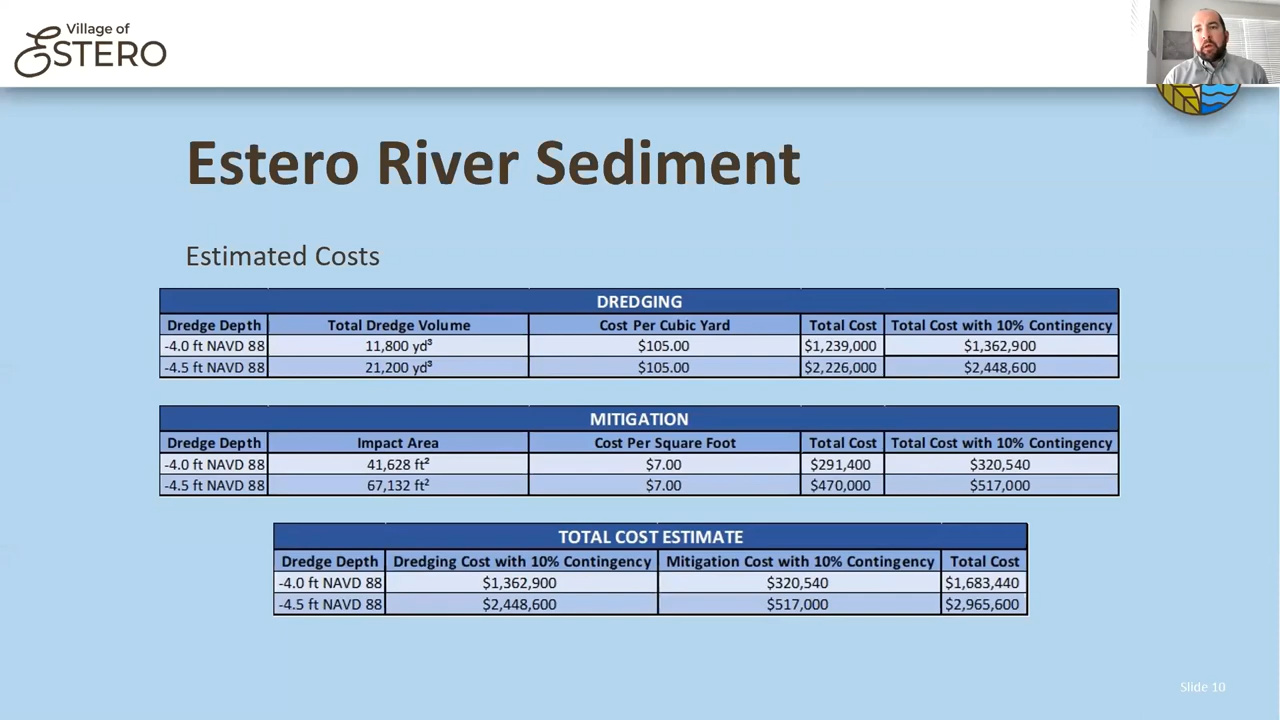 Village of
ESTERO
Estero River Sediment
Estimated Costs
DREDGING
Dredge Depth Total Dredge Volume Cost Per Cubic Yard Total Cost Total Cost with 10% Contingency
-4.0 ft NAVD 88 11,800 yd³ $105.00 $1,239,000 $1,362,900
-4.5 ft NAVD 88 21,200 yd³ $105.00 $2,226,000 $2,448,600
MITIGATION
Dredge Depth Impact Area Cost Per Square Foot Total Cost Total Cost with 10% Contingency
-4.0 ft NAVD 88 41,628 ft² $7.00 $291,400 $320,540
-4.5 ft NAVD 88 67,132 ft² $7.00 $470,000 $517,000
TOTAL COST ESTIMATE
Dredge Depth Dredging Cost with 10% Contingency Mitigation Cost with 10% Contingency Total Cost
-4.0 ft NAVD 88 $1,362,900 $320,540 $1,683,440
-4.5 ft NAVD 88 $2,448,600 $517,000 $2,965,600
Slide 10